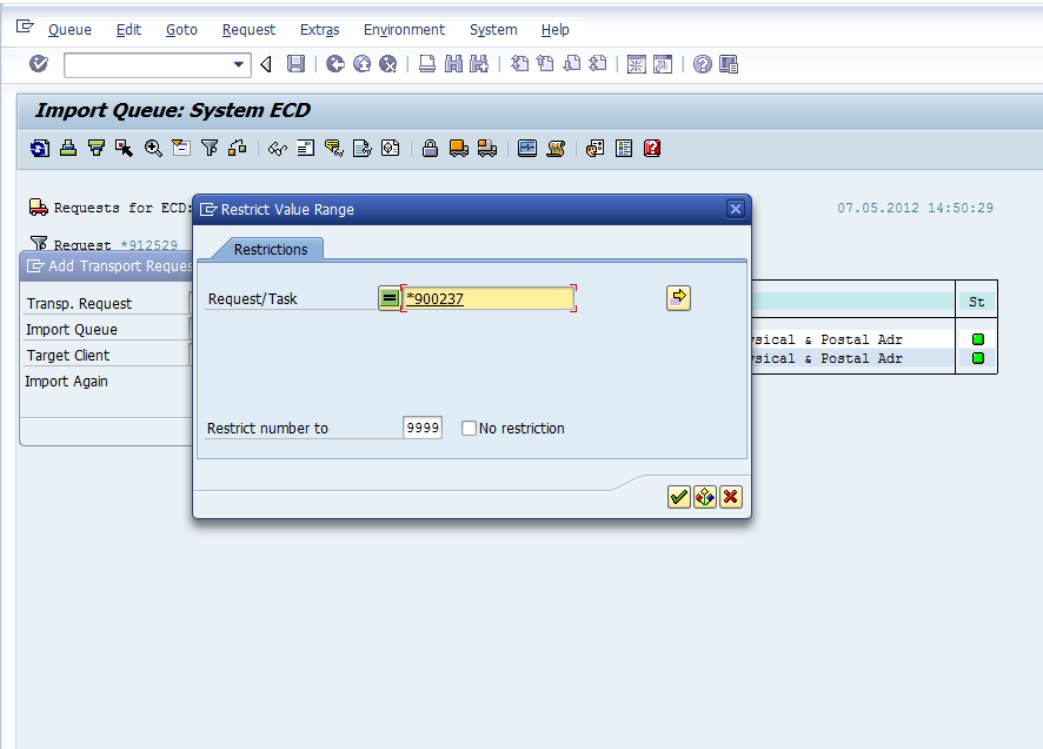 Queue Edit Goto Request Extras Environment System Help
Import Queue: System ECD
Requests for ECD:
07.05.2012 14:50:29
Request *912529
Add Transport Reques
Transp. Request
Import Queue
Target Client
Import Again
Restrict Value Range
Restrictions
Request/Task = *900237
Restrict number to 9999 No restriction
St
sical & Postal Adr
sical & Postal Adr